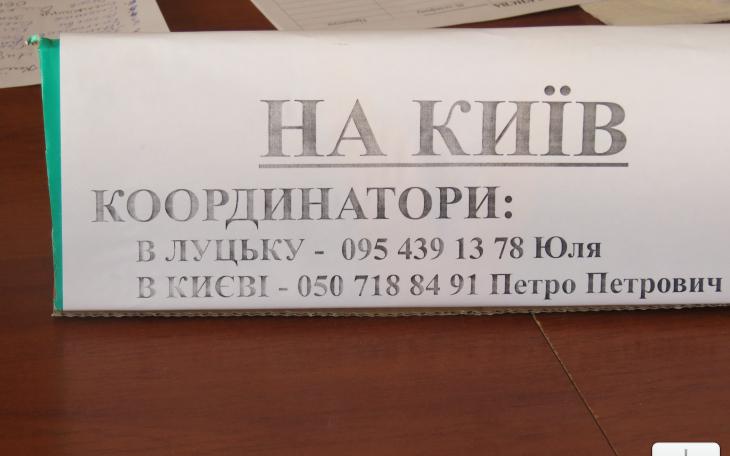 НА КИЇВ
КООРДИНАТОРИ:
В ЛУЦЬКУ - 095 439 13 78 Юля
В КИЄВІ - 050 718 84 91 Петро Петрович